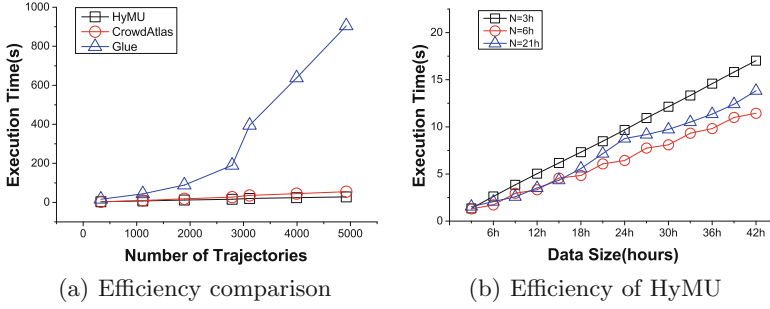 HyMU
CrowdAtlas
Glue
Execution Time(s)
1000
800
600
400
200
0
0 1000 2000 3000 4000 5000
Number of Trajectories
(a) Efficiency comparison
N=3h
N=6h
N=21h
Execution Time(s)
20
15
10
5
0
6h 12h 18h 24h 30h 36h 42h
Data Size(hours)
(b) Efficiency of HyMU